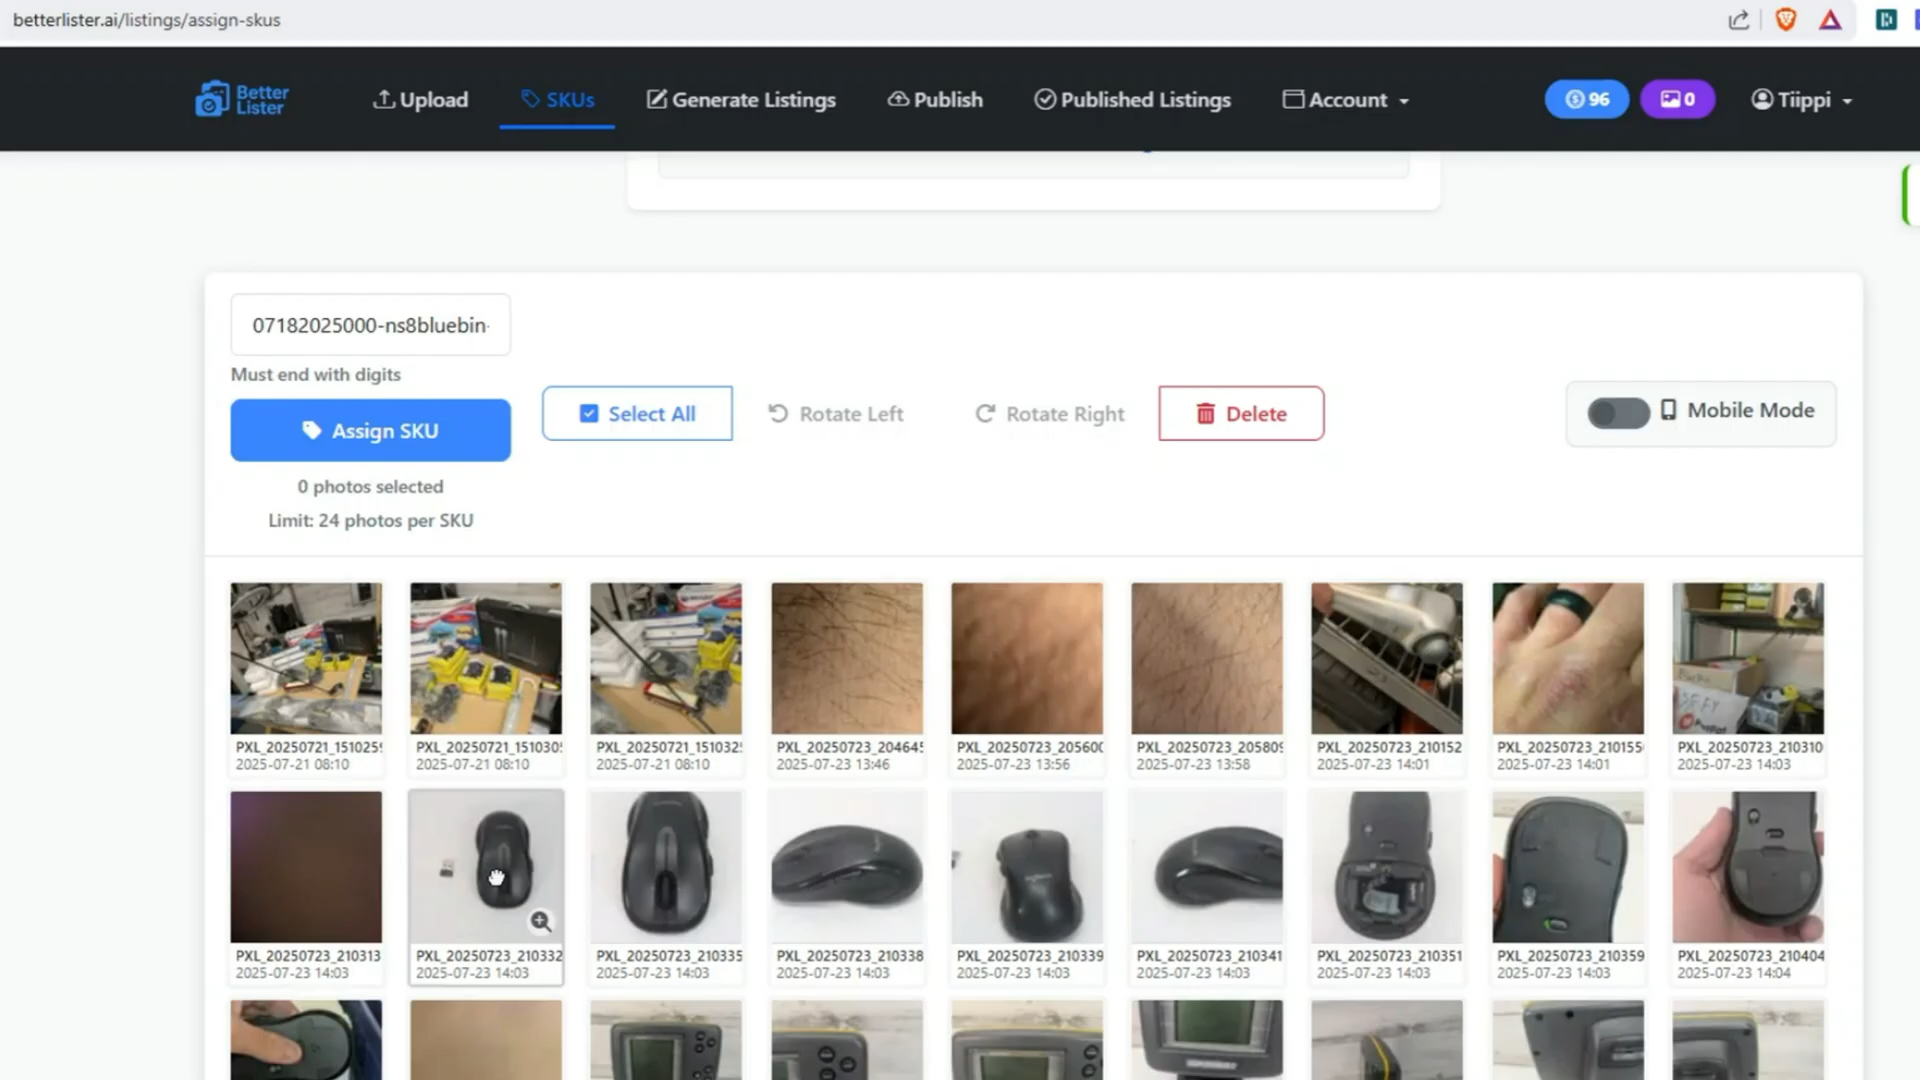 betterlister.ai/listings/assign-skus
Better
Lister
Upload
SKUs
Generate Listings
Publish
Published Listings
Account
96
0
Tiippi
07182025000-ns8bluebin-
Must end with digits
Assign SKU
Select All
Rotate Left
Rotate Right
Delete
Mobile Mode
0 photos selected
Limit: 24 photos per SKU
PXL_20250721_151025
2025-07-21 08:10
PXL_20250721_151030
2025-07-21 08:10
PXL_20250721_151032
2025-07-21 08:10
PXL_20250723_204645
2025-07-23 13:46
PXL_20250723_205600
2025-07-23 13:56
PXL_20250723_205809
2025-07-23 13:58
PXL_20250723_210152
2025-07-23 14:01
PXL_20250723_210155
2025-07-23 14:01
PXL_20250723_210310
2025-07-23 14:03
PXL_20250723_210313
2025-07-23 14:03
PXL_20250723_210332
2025-07-23 14:03
PXL_20250723_210335
2025-07-23 14:03
PXL_20250723_210338
2025-07-23 14:03
PXL_20250723_210339
2025-07-23 14:03
PXL_20250723_210341
2025-07-23 14:03
PXL_20250723_210351
2025-07-23 14:03
PXL_20250723_210359
2025-07-23 14:03
PXL_20250723_210404
2025-07-23 14:04